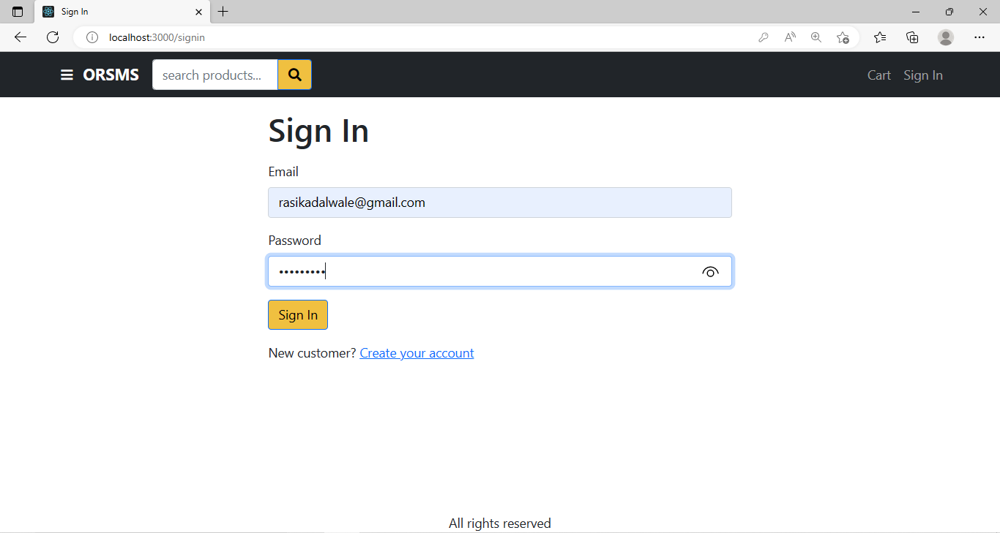 Sign In
localhost:3000/signin
ORSMS search products... Cart Sign In
Sign In
Email
rasikadalwale@gmail.com
Password
•••••••••
Sign In
New customer? Create your account
All rights reserved